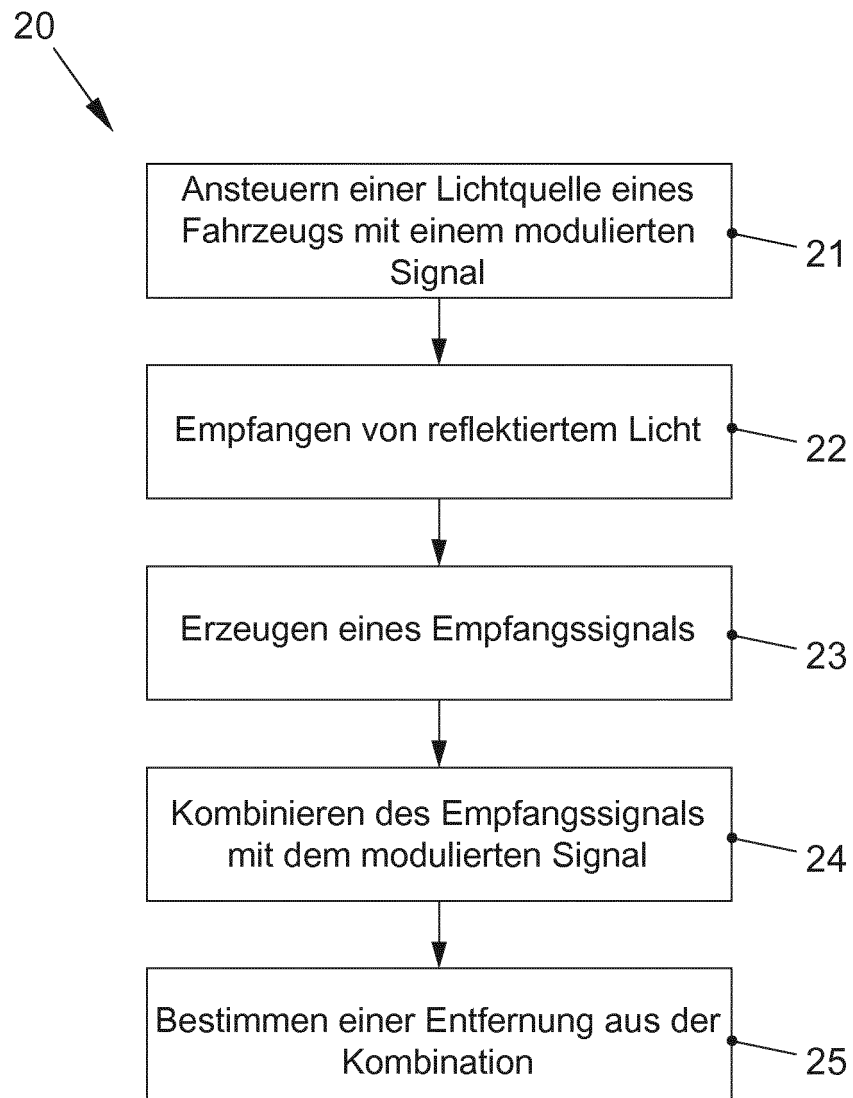 20
Ansteuern einer Lichtquelle eines
Fahrzeugs mit einem modulierten
Signal
21
Empfangen von reflektiertem Licht
22
Erzeugen eines Empfangssignals
23
Kombinieren des Empfangssignals
mit dem modulierten Signal
24
Bestimmen einer Entfernung aus der
Kombination
25